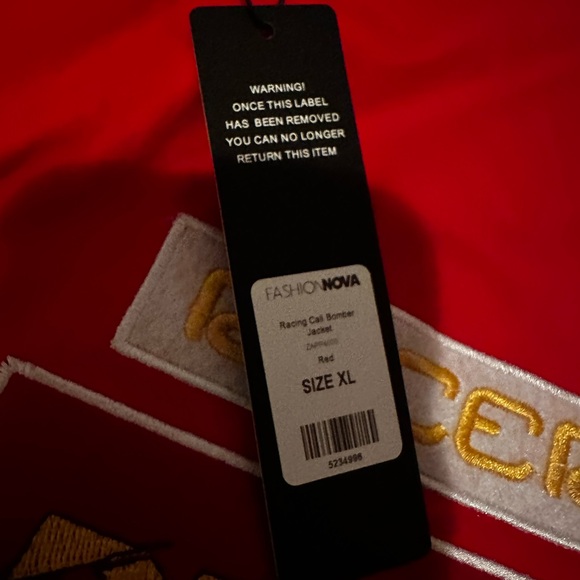 WARNING!
ONCE THIS LABEL
HAS BEEN REMOVED
YOU CAN NO LONGER
RETURN THIS ITEM
FASHIONNOVA
Racing Cali Bomber
Jacket
Red
SIZE XL
5234998